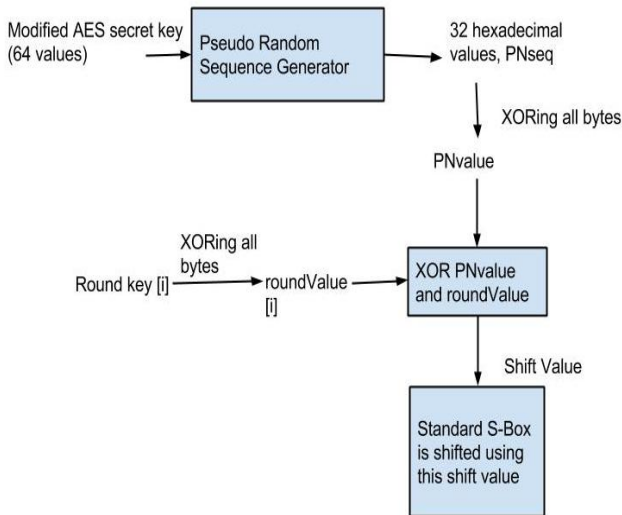 Modified AES secret key
(64 values)
Pseudo Random
Sequence Generator
32 hexadecimal
values, PNseq
XORing all bytes
PNvalue
XORing all
bytes
Round key [i]
roundValue
[i]
XOR PNvalue
and roundValue
Shift Value
Standard S-Box
is shifted using
this shift value